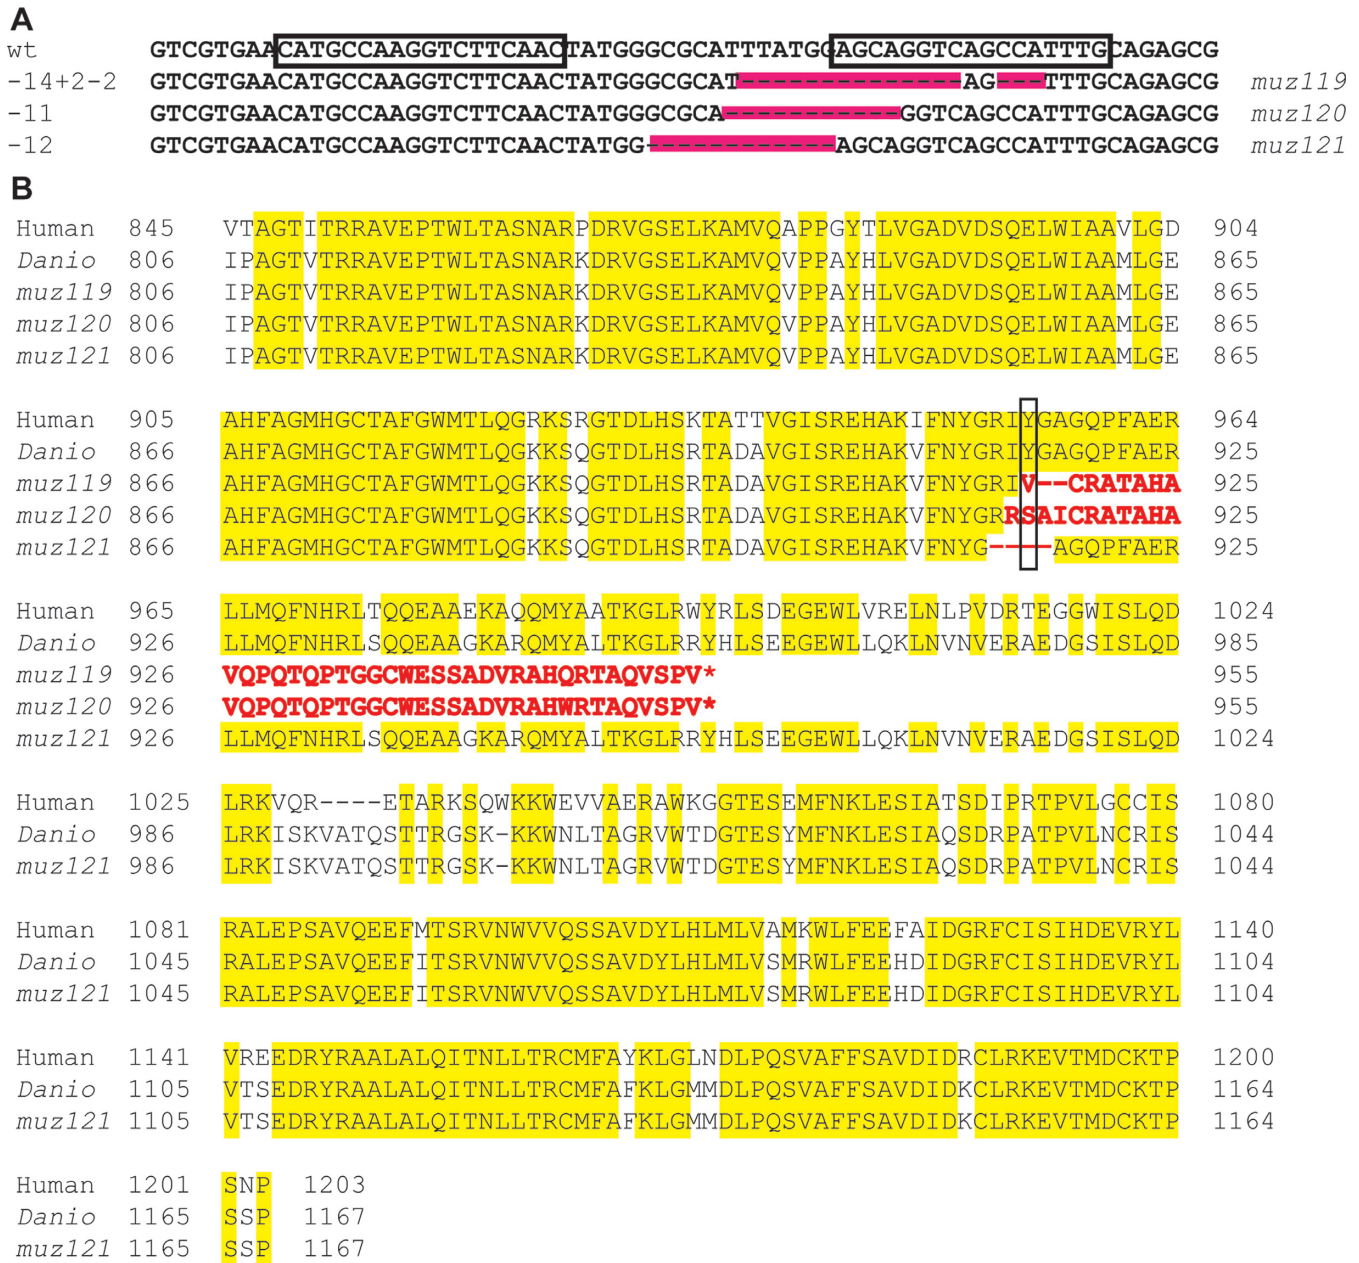 A
wt GTCGTGAACATGCCAAGGTCTTCAACTATGGGCGCATTTATGGAGCAGGTCAGCCATTTGCAGAGCG
-14+2-2 GTCGTGAACATGCCAAGGTCTTCAACTATGGGCGCAT--------------AG---TTTGCAGAGCG muz119
-11 GTCGTGAACATGCCAAGGTCTTCAACTATGGGCGCA-----------GGTCAGCCATTTGCAGAGCG muz120
-12 GTCGTGAACATGCCAAGGTCTTCAACTATGG------------AGCAGGTCAGCCATTTGCAGAGCG muz121
B
Human 845 VTAGTITRRAVEPTWLTASNARPDRVGSELKAMVQAPPGYTLVGADVDSQELWIAAVLGD 904
Danio 806 IPAGTVTRRAVEPTWLTASNARKDRVGSELKAMVQVPPAYHLVGADVDSQELWIAAMLGE 865
muz119 806 IPAGTVTRRAVEPTWLTASNARKDRVGSELKAMVQVPPAYHLVGADVDSQELWIAAMLGE 865
muz120 806 IPAGTVTRRAVEPTWLTASNARKDRVGSELKAMVQVPPAYHLVGADVDSQELWIAAMLGE 865
muz121 806 IPAGTVTRRAVEPTWLTASNARKDRVGSELKAMVQVPPAYHLVGADVDSQELWIAAMLGE 865
Human 905 AHFAGMHGCTAFGWMTLQGRKSRGTDLHSKTATTVGISREHAKIFNYGRIYGAGQPFAER 964
Danio 866 AHFAGMHGCTAFGWMTLQGKKSQGTDLHSRTADAVGISREHAKVFNYGRIYGAGQPFAER 925
muz119 866 AHFAGMHGCTAFGWMTLQGKKSQGTDLHSRTADAVGISREHAKVFNYGRIV--CRATAHA 925
muz120 866 AHFAGMHGCTAFGWMTLQGKKSQGTDLHSRTADAVGISREHAKVFNYGRRSAICRATAHA 925
muz121 866 AHFAGMHGCTAFGWMTLQGKKSQGTDLHSRTADAVGISREHAKVFNYG----AGQPFAER 925
Human 965 LLMQFNHRLTQQEAAEKAQQMYAATKGLRWYRLSDEGEWLVRELNLPVDRTEGGWISLQD 1024
Danio 926 LLMQFNHRLSQQEAAGKARQMYALTKGLRRYHLSEEGEWLLQKLNVNVERAEDGSISLQD 985
muz119 926 VQPQTQPTGGCWESSADVRAHQRTAQVSPV* 955
muz120 926 VQPQTQPTGGCWESSADVRAHWRTAQVSPV* 955
muz121 926 LLMQFNHRLSQQEAAGKARQMYALTKGLRRYHLSEEGEWLLQKLNVNVERAEDGSISLQD 1024
Human 1025 LRKVQR----ETARKSQWKKWEVVAERAWKGGTESEMFNKLESIATSDIPRTPVLGCCIS 1080
Danio 986 LRKISKVATQSTTRGSK-KKWNLTAGRVWTDGTESYMFNKLESIAQSDRPATPVLNCRIS 1044
muz121 986 LRKISKVATQSTTRGSK-KKWNLTAGRVWTDGTESYMFNKLESIAQSDRPATPVLNCRIS 1044
Human 1081 RALEPSAVQEEFMTSRVNWVVQSSAVDYLHLMLVAMKWLFEEFAIDGRFCISIHDEVRYL 1140
Danio 1045 RALEPSAVQEEFITSRVNWVVQSSAVDYLHLMLVSMRWLFEEHDIDGRFCISIHDEVRYL 1104
muz121 1045 RALEPSAVQEEFITSRVNWVVQSSAVDYLHLMLVSMRWLFEEHDIDGRFCISIHDEVRYL 1104
Human 1141 VREEDRYRAALALQITNLLTRCMFAYKLGLNDLPQSVAFFSAVDIDRCLRKEVTMDCKTP 1200
Danio 1105 VTSEDRYRAALALQITNLLTRCMFAFKLGMMDLPQSVAFFSAVDIDKCLRKEVTMDCKTP 1164
muz121 1105 VTSEDRYRAALALQITNLLTRCMFAFKLGMMDLPQSVAFFSAVDIDKCLRKEVTMDCKTP 1164
Human 1201 SNP 1203
Danio 1165 SSP 1167
muz121 1165 SSP 1167